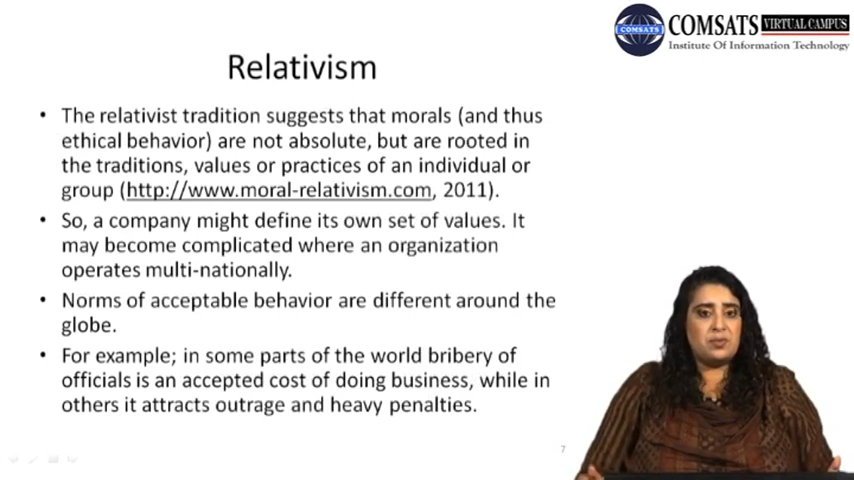 COMSATS VIRTUAL CAMPUS
COMSATS
Institute Of Information Technology
Relativism
• The relativist tradition suggests that morals (and thus
ethical behavior) are not absolute, but are rooted in
the traditions, values or practices of an individual or
group (http://www.moral-relativism.com, 2011).
• So, a company might define its own set of values. It
may become complicated where an organization
operates multi-nationally.
• Norms of acceptable behavior are different around the
globe.
• For example; in some parts of the world bribery of
officials is an accepted cost of doing business, while in
others it attracts outrage and heavy penalties.
7